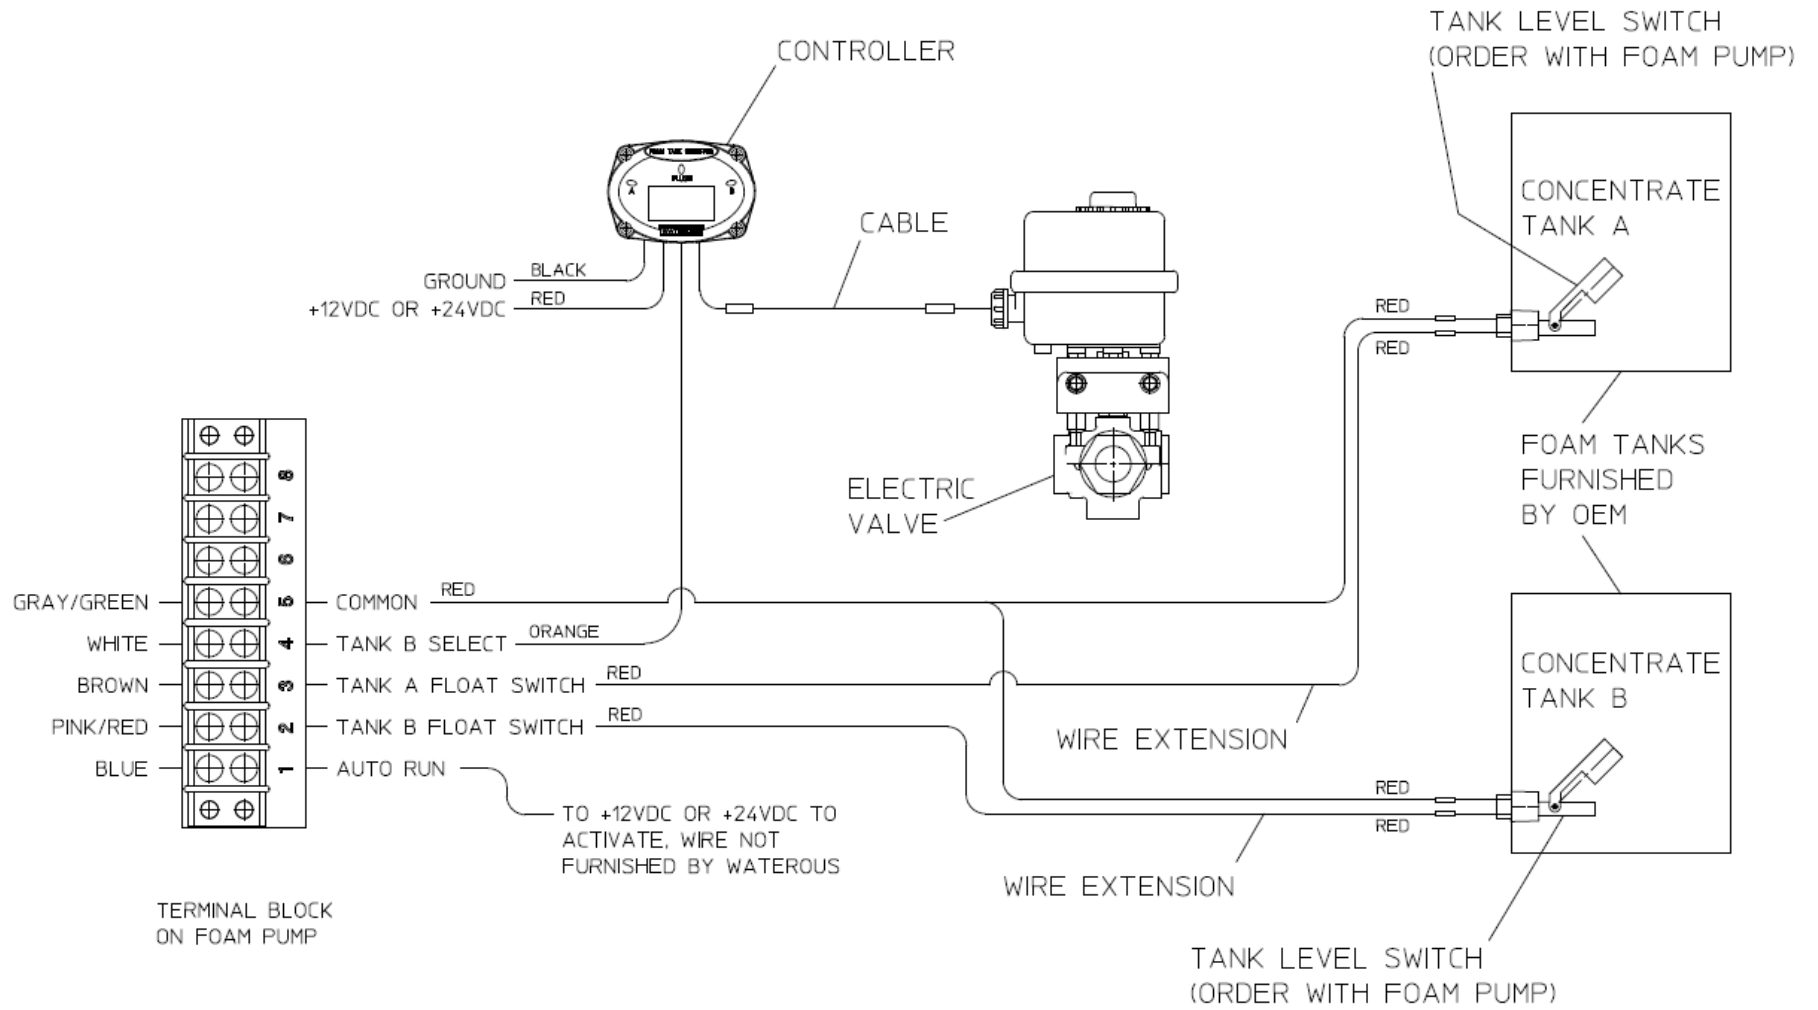 TANK LEVEL SWITCH
(ORDER WITH FOAM PUMP)
CONTROLLER
FLUSH
A
B
CONCENTRATE
TANK A
CABLE
GROUND
BLACK
+12VDC OR +24VDC
RED
RED
RED
FOAM TANKS
FURNISHED
BY OEM
ELECTRIC
VALVE
8
7
6
GRAY/GREEN
5
COMMON
RED
WHITE
4
TANK B SELECT
ORANGE
BROWN
3
TANK A FLOAT SWITCH
RED
PINK/RED
2
TANK B FLOAT SWITCH
RED
BLUE
1
AUTO RUN
CONCENTRATE
TANK B
WIRE EXTENSION
RED
RED
TO +12VDC OR +24VDC TO
ACTIVATE, WIRE NOT
FURNISHED BY WATEROUS
WIRE EXTENSION
TERMINAL BLOCK
ON FOAM PUMP
TANK LEVEL SWITCH
(ORDER WITH FOAM PUMP)